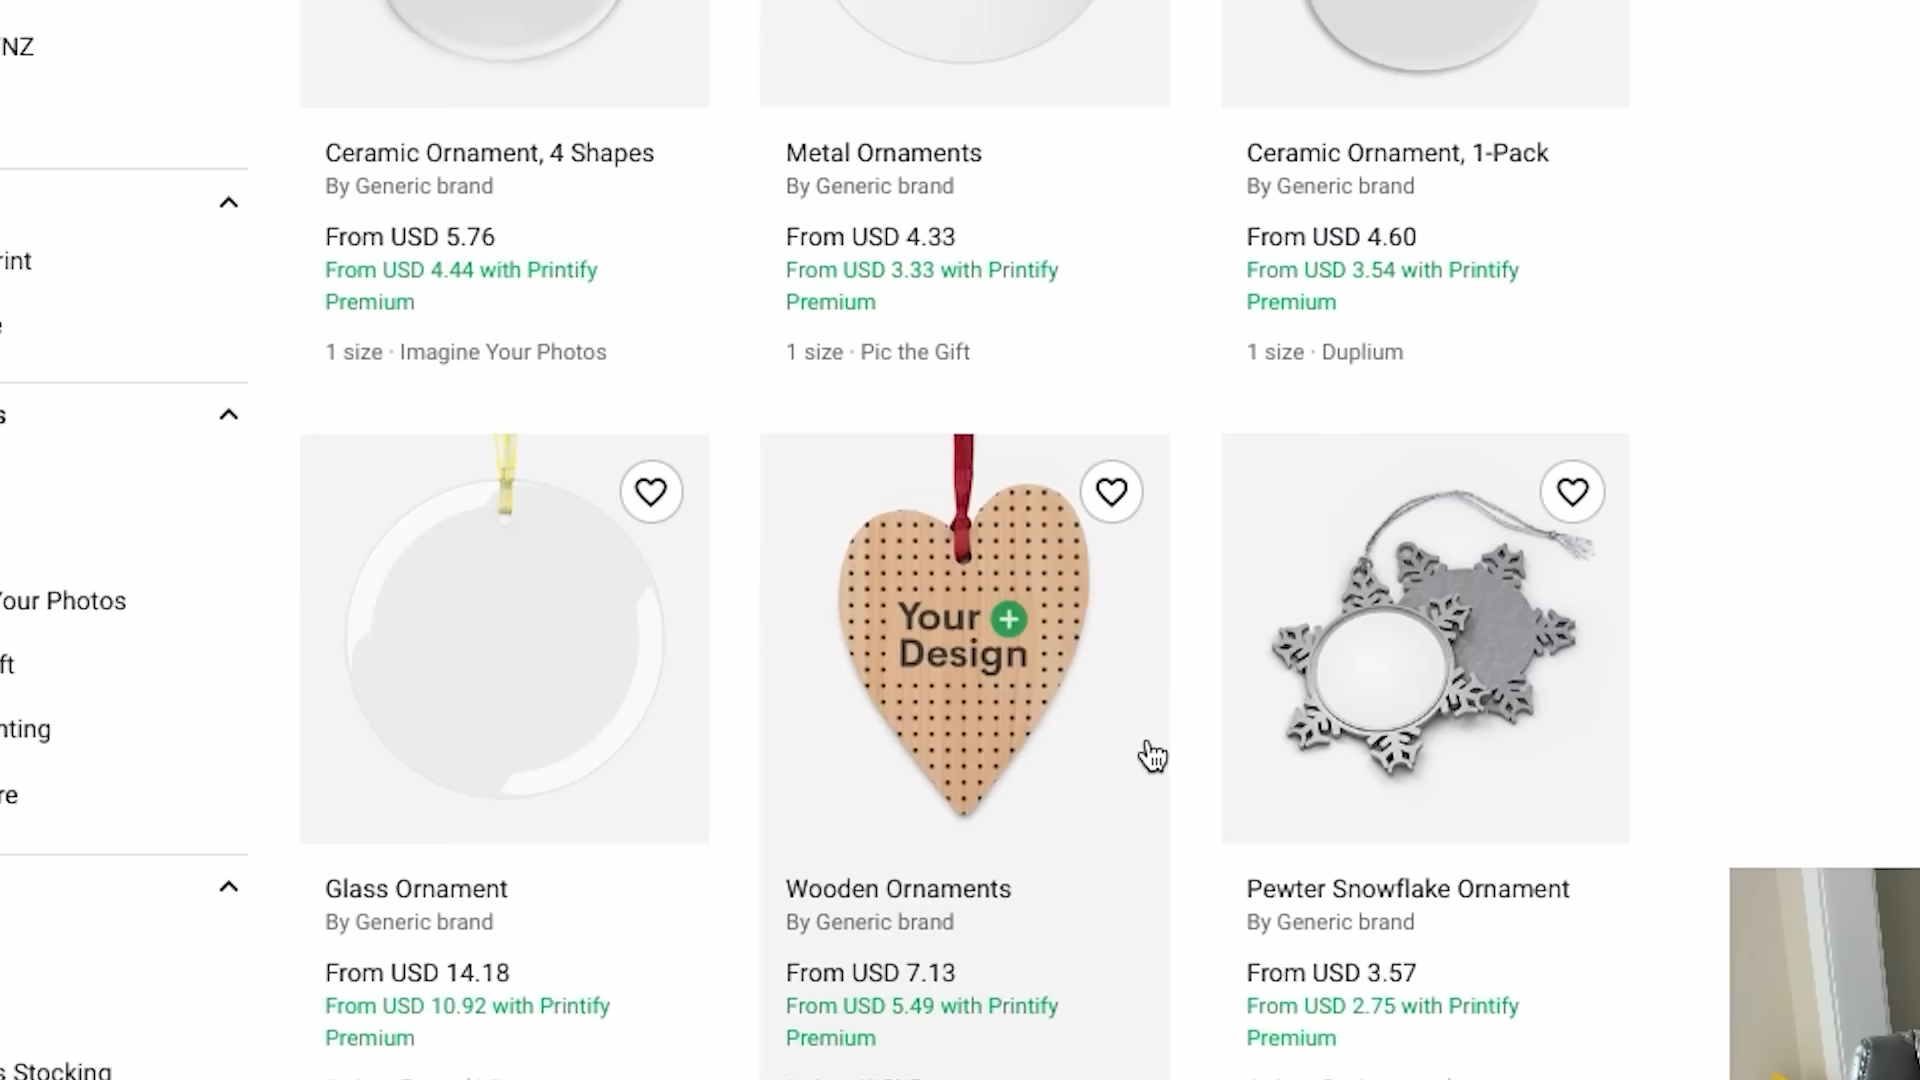 NZ
rint
Your Photos
ft
nting
re
s Stocking
Ceramic Ornament, 4 Shapes
By Generic brand
From USD 5.76
From USD 4.44 with Printify
Premium
1 size · Imagine Your Photos
Metal Ornaments
By Generic brand
From USD 4.33
From USD 3.33 with Printify
Premium
1 size · Pic the Gift
Ceramic Ornament, 1-Pack
By Generic brand
From USD 4.60
From USD 3.54 with Printify
Premium
1 size · Duplium
Glass Ornament
By Generic brand
From USD 14.18
From USD 10.92 with Printify
Premium
Your
Design
Wooden Ornaments
By Generic brand
From USD 7.13
From USD 5.49 with Printify
Premium
Pewter Snowflake Ornament
By Generic brand
From USD 3.57
From USD 2.75 with Printify
Premium